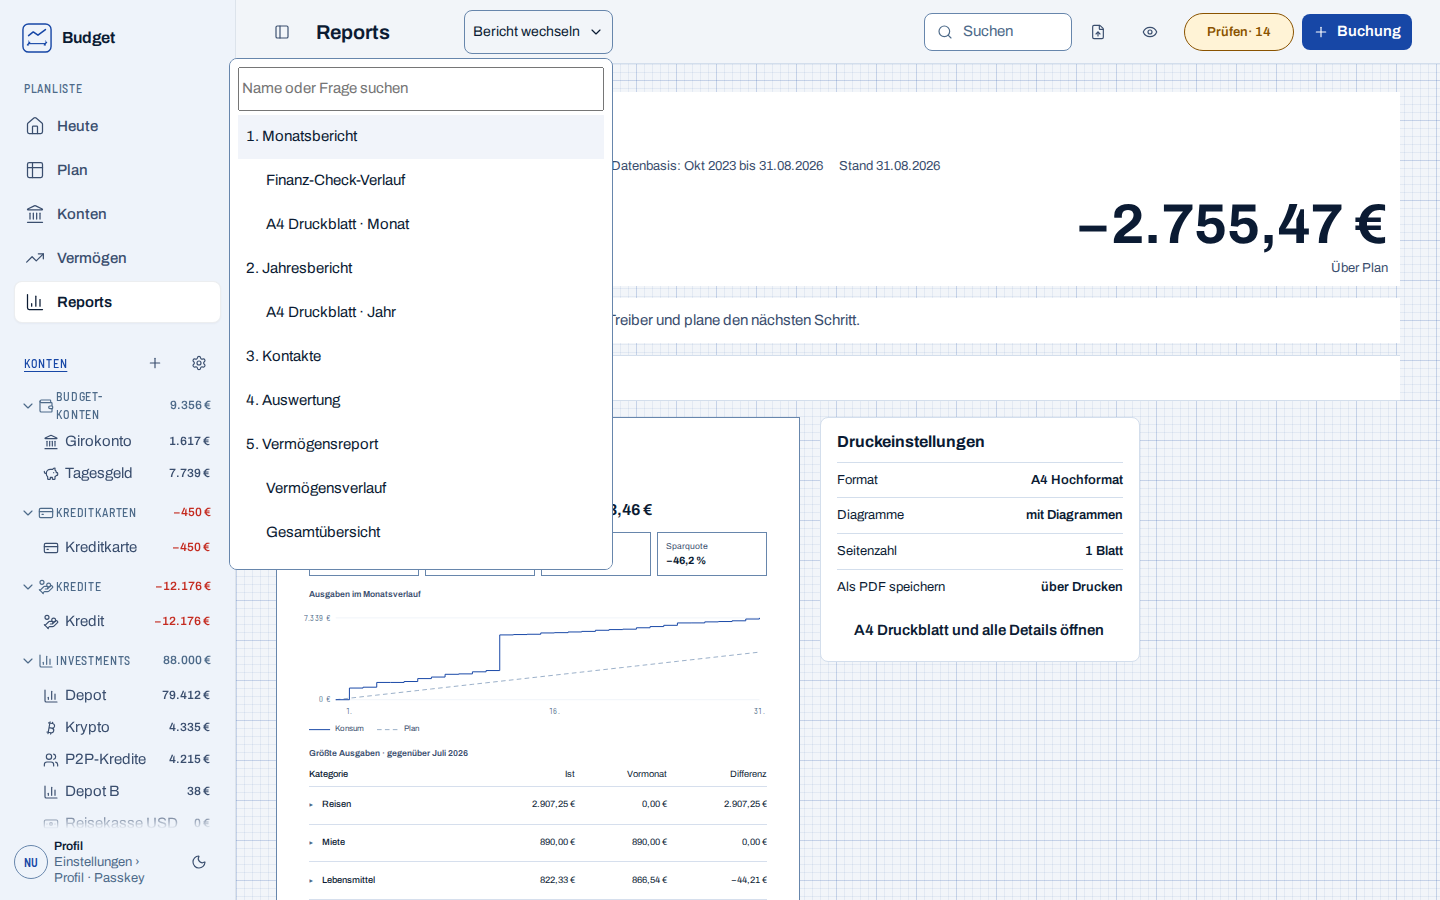 Budget
Reports
Bericht wechseln
Suchen
Prüfen· 14
Buchung
PLANLISTE
Heute
Plan
Konten
Vermögen
Reports
KONTEN
BUDGET-
KONTEN
9.356 €
Girokonto
1.617 €
Tagesgeld
7.739 €
KREDITKARTEN
−450 €
Kreditkarte
−450 €
KREDITE
−12.176 €
Kredit
−12.176 €
INVESTMENTS
88.000 €
Depot
79.412 €
Krypto
4.335 €
P2P-Kredite
4.215 €
Depot B
38 €
Reisekasse USD
0 €
NU
Profil
Einstellungen ›
Profil · Passkey
Name oder Frage suchen
1. Monatsbericht
Finanz-Check-Verlauf
A4 Druckblatt · Monat
2. Jahresbericht
A4 Druckblatt · Jahr
3. Kontakte
4. Auswertung
5. Vermögensreport
Vermögensverlauf
Gesamtübersicht
Datenbasis: Okt 2023 bis 31.08.2026
Stand 31.08.2026
−2.755,47 €
Über Plan
Treiber und plane den nächsten Schritt.
3,46 €
Sparquote
−46,2 %
Ausgaben im Monatsverlauf
7.339 €
0 €
1.
16.
31.
Konsum
Plan
Größte Ausgaben · gegenüber Juli 2026
Kategorie Ist Vormonat Differenz
Reisen 2.907,25 € 0,00 € 2.907,25 €
Miete 890,00 € 890,00 € 0,00 €
Lebensmittel 822,33 € 866,54 € −44,21 €
Druckeinstellungen
Format A4 Hochformat
Diagramme mit Diagrammen
Seitenzahl 1 Blatt
Als PDF speichern über Drucken
A4 Druckblatt und alle Details öffnen